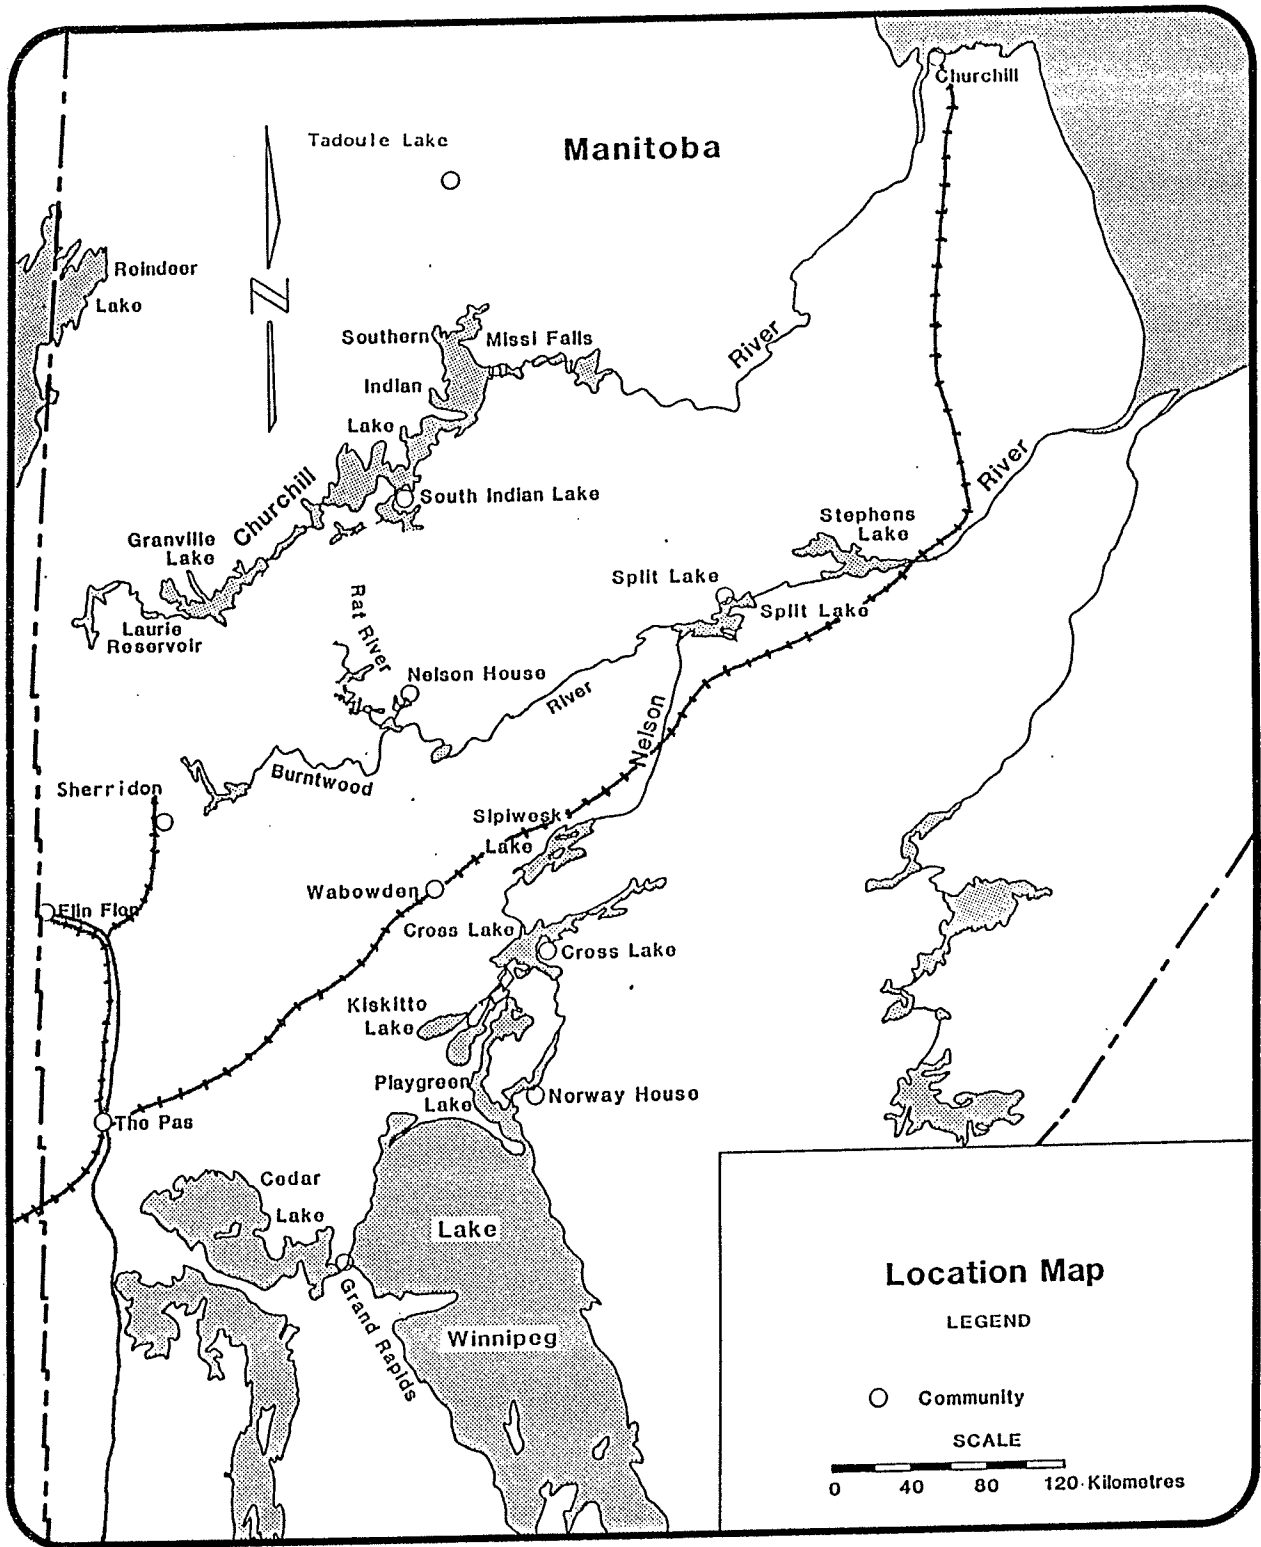 Churchill
Tadoule Lake
Manitoba
Reindeer
Lake
N
Southern
Indian
Lake
Missi Falls
River
Churchill
South Indian Lake
Granville
Lake
Laurie
Reservoir
River
Stephens
Lake
Split Lake
Split Lake
Rat River
Nelson House
River
Nelson
Burntwood
Sherridon
Sipiwesk
Lake
Wabowden
Flin Flon
Cross Lake
Cross Lake
Kiskitto
Lake
Playgreen
Lake
Norway House
The Pas
Cedar
Lake
Lake
Winnipeg
Grand Rapids
Location Map
LEGEND
Community
SCALE
0 40 80 120 Kilometres